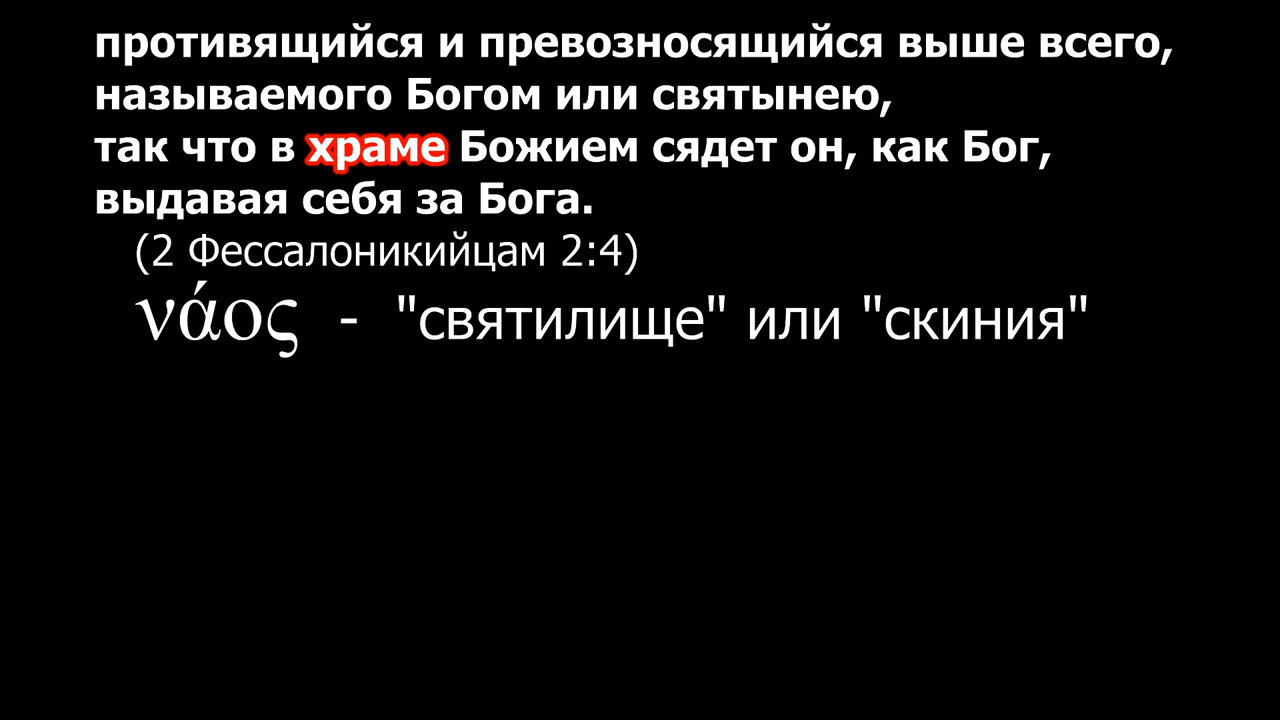 противящийся и превозносящийся выше всего,
называемого Богом или святынею,
так что в храме Божием сядет он, как Бог,
выдавая себя за Бога.
(2 Фессалоникийцам 2:4)
νάος - "святилище" или "скиния"